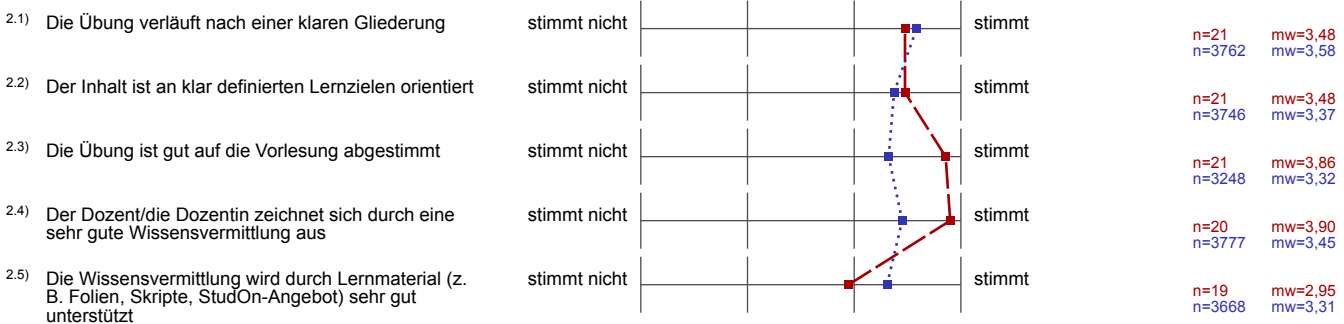 2.1) Die Übung verläuft nach einer klaren Gliederung stimmt nicht stimmt
n=21 mw=3,48
n=3762 mw=3,58
2.2) Der Inhalt ist an klar definierten Lernzielen orientiert stimmt nicht stimmt
n=21 mw=3,48
n=3746 mw=3,37
2.3) Die Übung ist gut auf die Vorlesung abgestimmt stimmt nicht stimmt
n=21 mw=3,86
n=3248 mw=3,32
2.4) Der Dozent/die Dozentin zeichnet sich durch eine stimmt nicht stimmt
sehr gute Wissensvermittlung aus
n=20 mw=3,90
n=3777 mw=3,45
2.5) Die Wissensvermittlung wird durch Lernmaterial (z. stimmt nicht stimmt
B. Folien, Skripte, StudOn-Angebot) sehr gut
unterstützt
n=19 mw=2,95
n=3668 mw=3,31